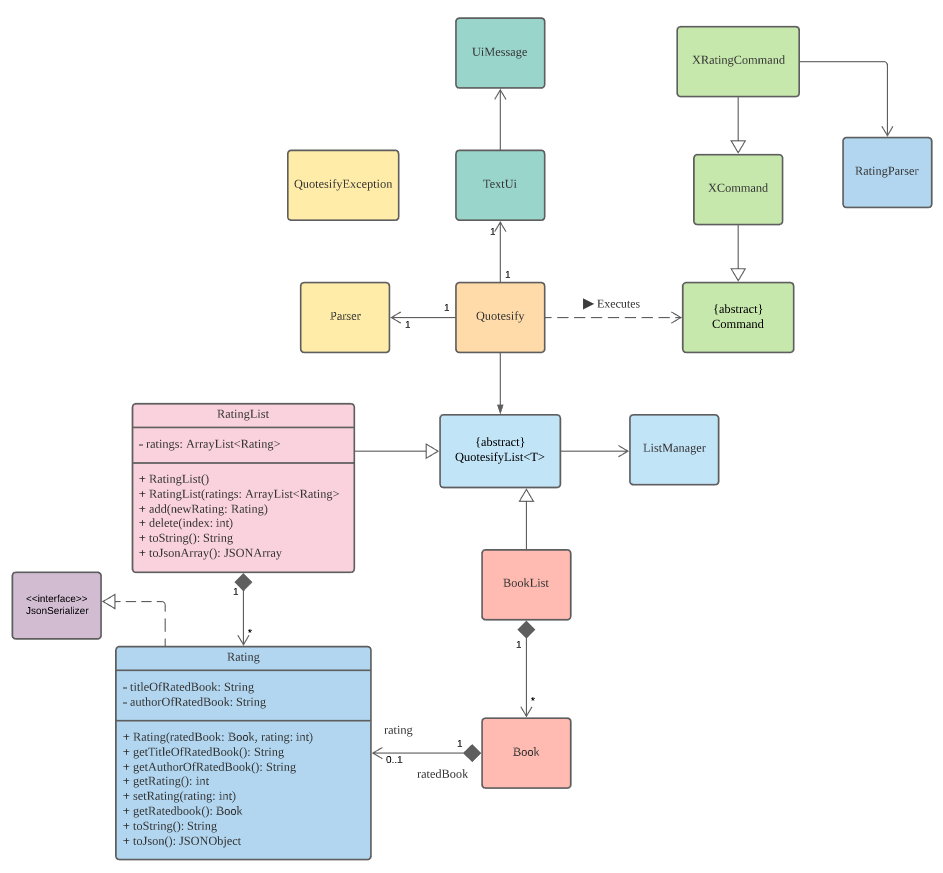 UiMessage
XRatingCommand
RatingParser
QuotesifyException
TextUi
XCommand
1
1
Parser
1
1
Quotesify
▶ Executes
{abstract}
Command
RatingList
- ratings: ArrayList<Rating>
+ RatingList()
+ RatingList(ratings: ArrayList<Rating>
+ add(newRating: Rating)
+ delete(index: int)
+ toString(): String
+ toJsonArray(): JSONArray
{abstract}
QuotesifyList<T>
ListManager
BookList
<<interface>>
JsonSerializer
1
*
1
*
Rating
- titleOfRatedBook: String
- authorOfRatedBook: String
+ Rating(ratedBook: Book, rating: int)
+ getTitleOfRatedBook(): String
+ getAuthorOfRatedBook(): String
+ getRating(): int
+ setRating(rating: int)
+ getRatedbook(): Book
+ toString(): String
+ toJson(): JSONObject
rating
1
0..1
ratedBook
Book